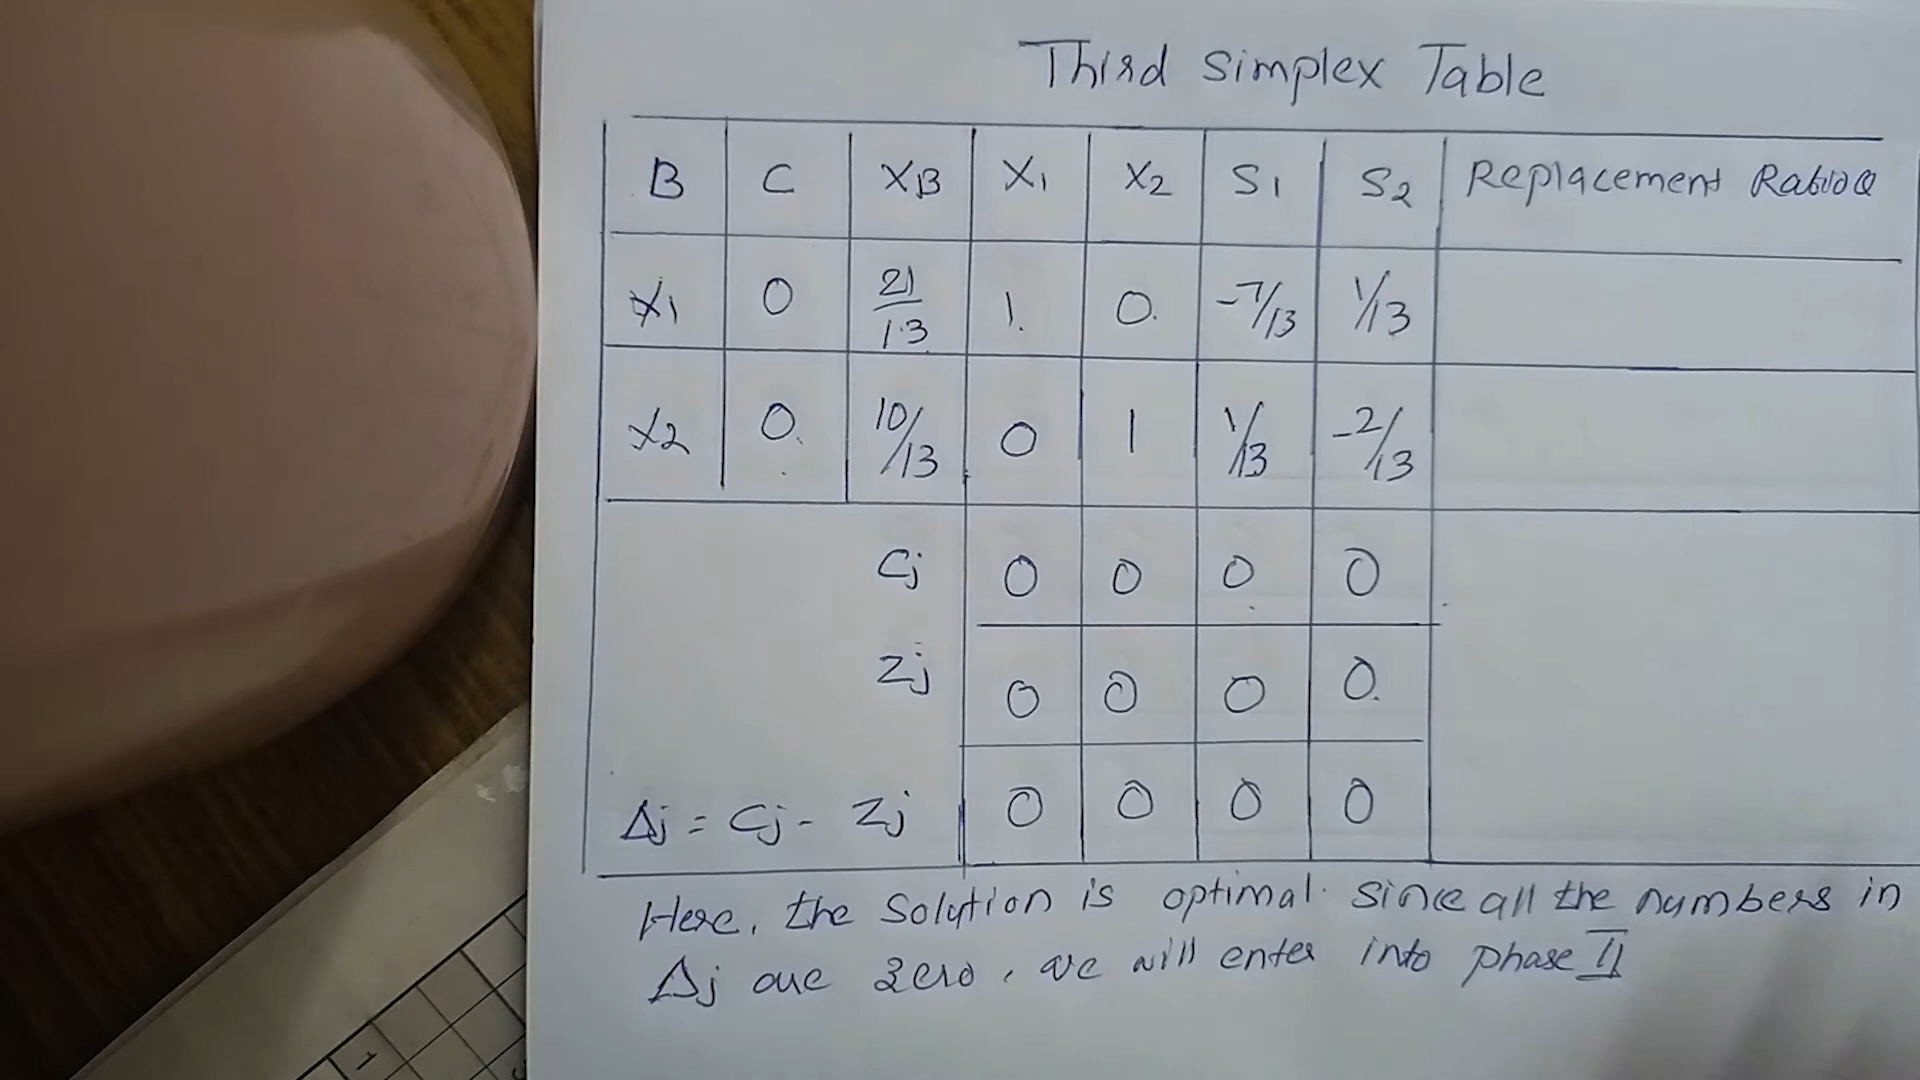 Third Simplex Table
B C XB X1 X2 S1 S2 Replacement Ratio Q
X1 0 21/13 1. 0. -7/13 1/13
X2 0. 10/13 0 1 1/13 -2/13
Cj 0 0 0 0
Zj 0 0 0 0.
Δj = Cj - Zj 0 0 0 0
Here, the Solution is optimal. Since all the numbers in
Δj are zero, we will enter into phase II